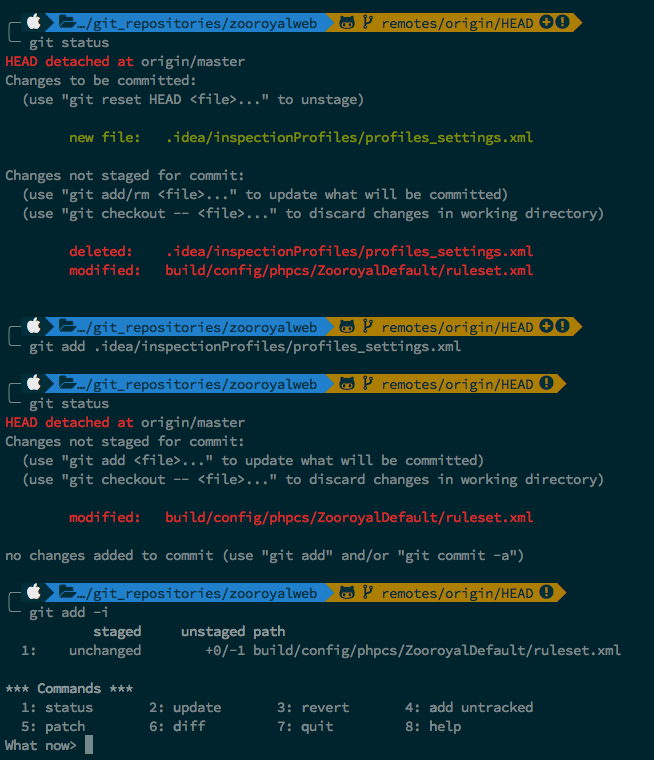 …/git_repositories/zooroyalweb remotes/origin/HEAD
git status
HEAD detached at origin/master
Changes to be committed:
(use "git reset HEAD <file>..." to unstage)
new file: .idea/inspectionProfiles/profiles_settings.xml
Changes not staged for commit:
(use "git add/rm <file>..." to update what will be committed)
(use "git checkout -- <file>..." to discard changes in working directory)
deleted: .idea/inspectionProfiles/profiles_settings.xml
modified: build/config/phpcs/ZooroyalDefault/ruleset.xml
…/git_repositories/zooroyalweb remotes/origin/HEAD
git add .idea/inspectionProfiles/profiles_settings.xml
…/git_repositories/zooroyalweb remotes/origin/HEAD
git status
HEAD detached at origin/master
Changes not staged for commit:
(use "git add <file>..." to update what will be committed)
(use "git checkout -- <file>..." to discard changes in working directory)
modified: build/config/phpcs/ZooroyalDefault/ruleset.xml
no changes added to commit (use "git add" and/or "git commit -a")
…/git_repositories/zooroyalweb remotes/origin/HEAD
git add -i
staged unstaged path
1: unchanged +0/-1 build/config/phpcs/ZooroyalDefault/ruleset.xml
*** Commands ***
1: status 2: update 3: revert 4: add untracked
5: patch 6: diff 7: quit 8: help
What now>